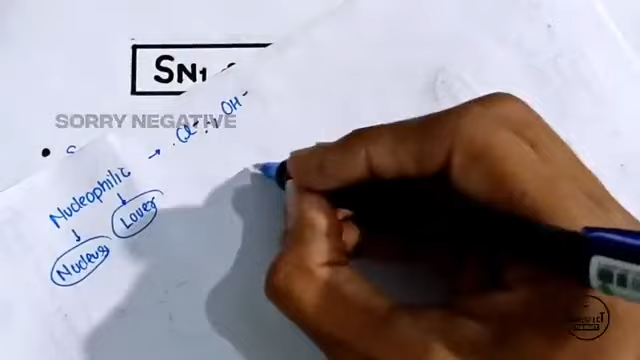 SN1
SORRY NEGATIVE
→ Cl⁻, OH⁻
Nucleophilic
↓ ↓
Nucleus Lover